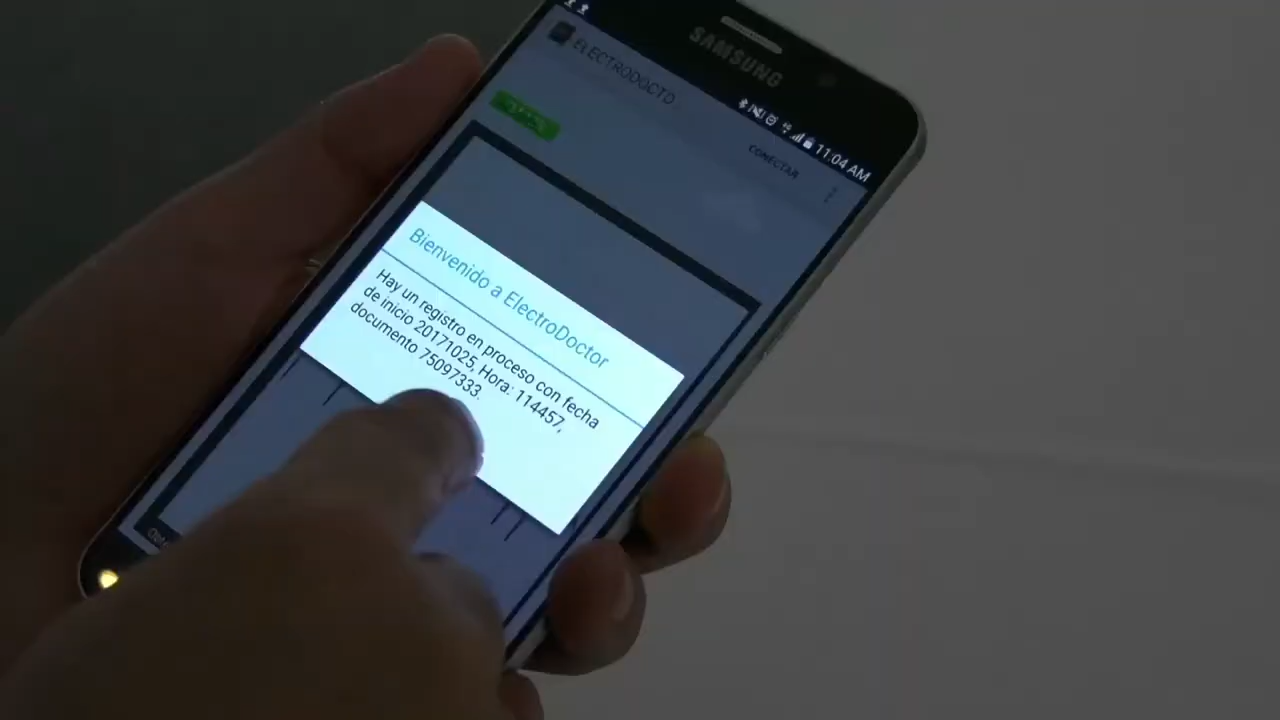 SAMSUNG
11:04 AM
ELECTRODOCTO
CONECTAR
Bienvenido a ElectroDoctor
Hay un registro en proceso con fecha
de inicio 20171025, Hora: 114457,
documento 75097333.